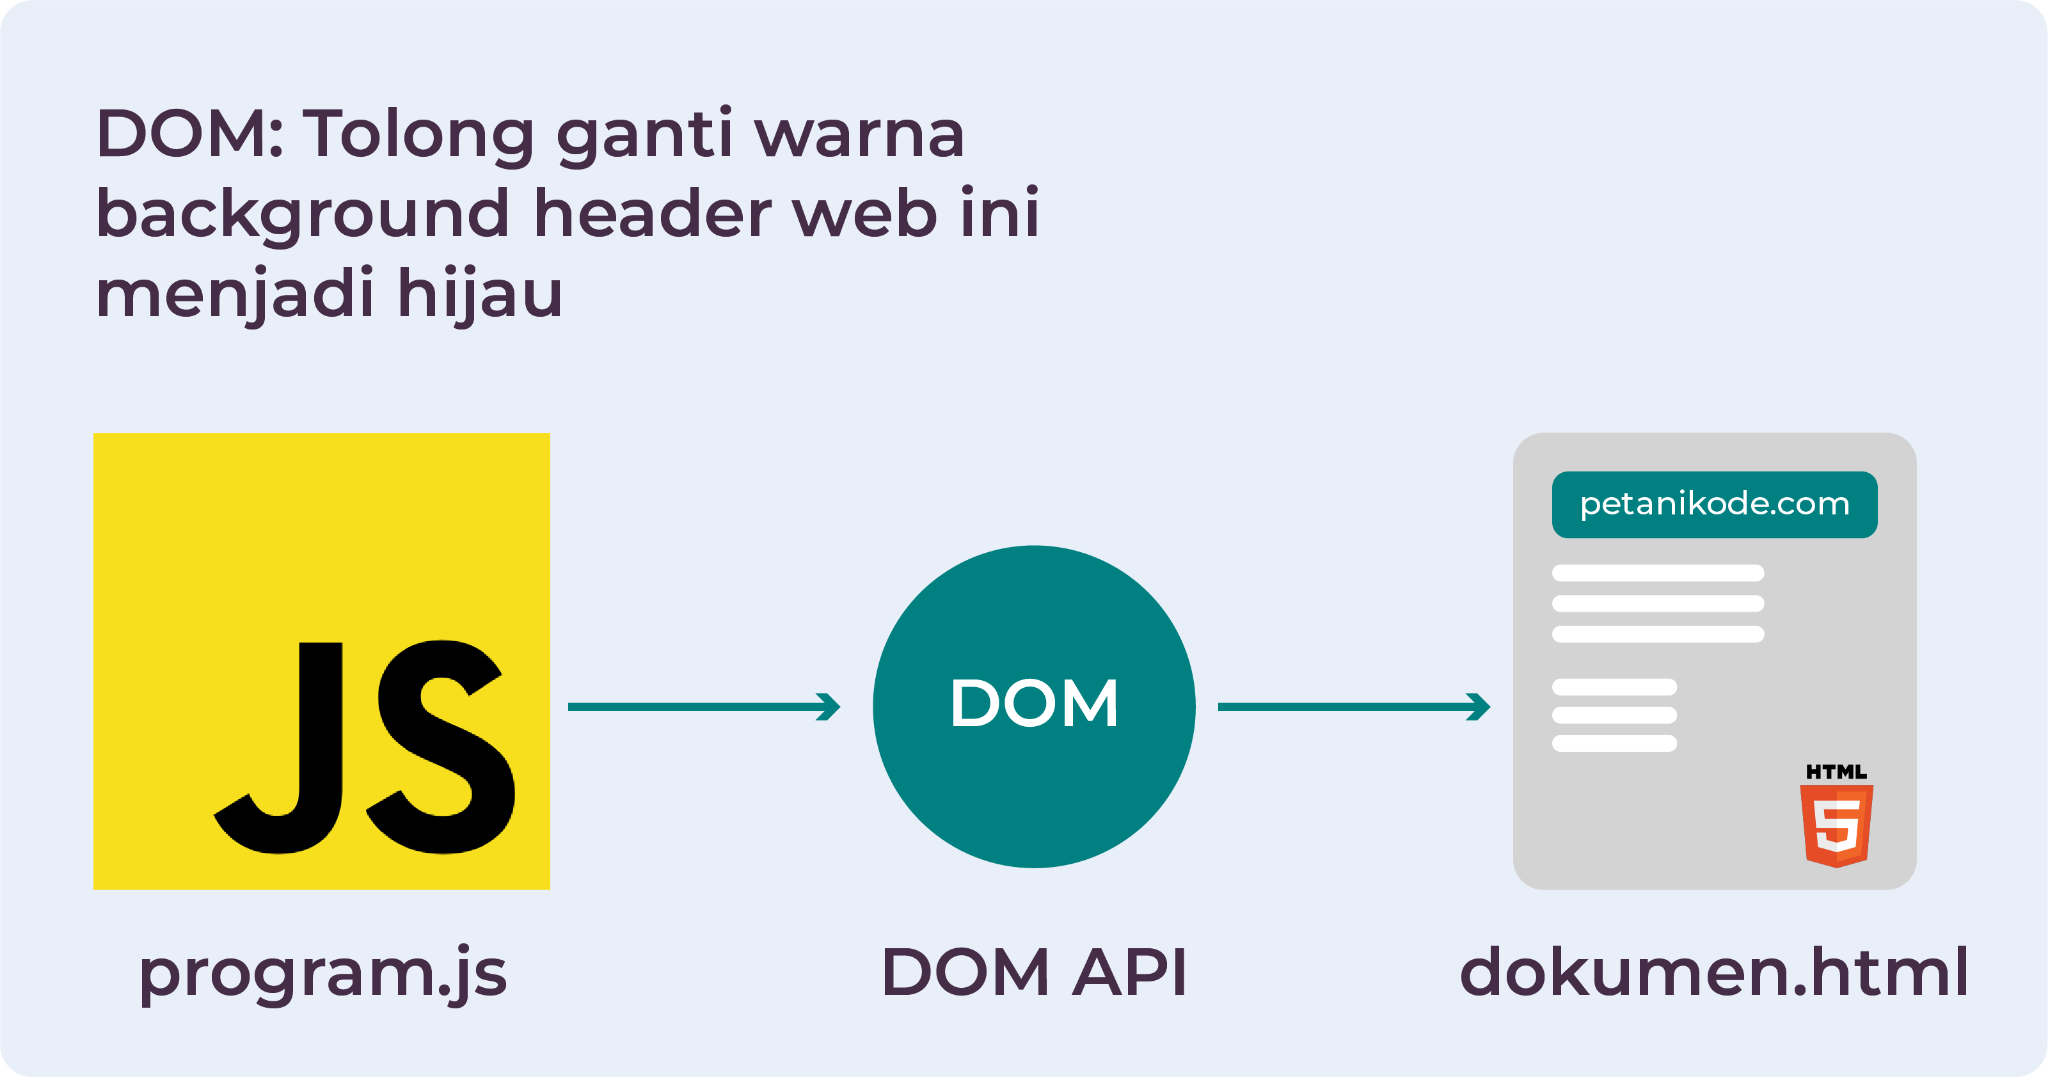 DOM: Tolong ganti warna
background header web ini
menjadi hijau
JS
DOM
petanikode.com
HTML
5
program.js
DOM API
dokumen.html